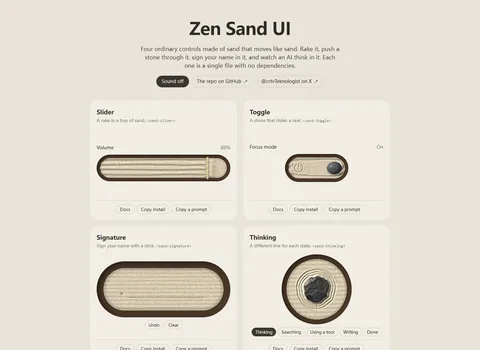 Zen Sand UI
Four ordinary controls made of sand that moves like sand. Rake it, push a
stone through it, sign your name in it, and watch an AI think in it. Each
one is a single file with no dependencies.
Sound off
The repo on GitHub ↗
@crtvTeknologist on X ↗
Slider
A rake in a tray of sand. <sand-slider>
Volume
Docs
Copy install
Copy a prompt
Toggle
A stone that hides a seal. <sand-toggle>
Focus mode
On
Docs
Copy install
Copy a prompt
Signature
Sign your name with a stick. <sand-signature>
Undo
Clear
Docs
Copy install
Copy a prompt
Thinking
A different line for each state. <sand-thinking>
Thinking
Searching
Using a tool
Writing
Done
Docs
Copy install
Copy a prompt